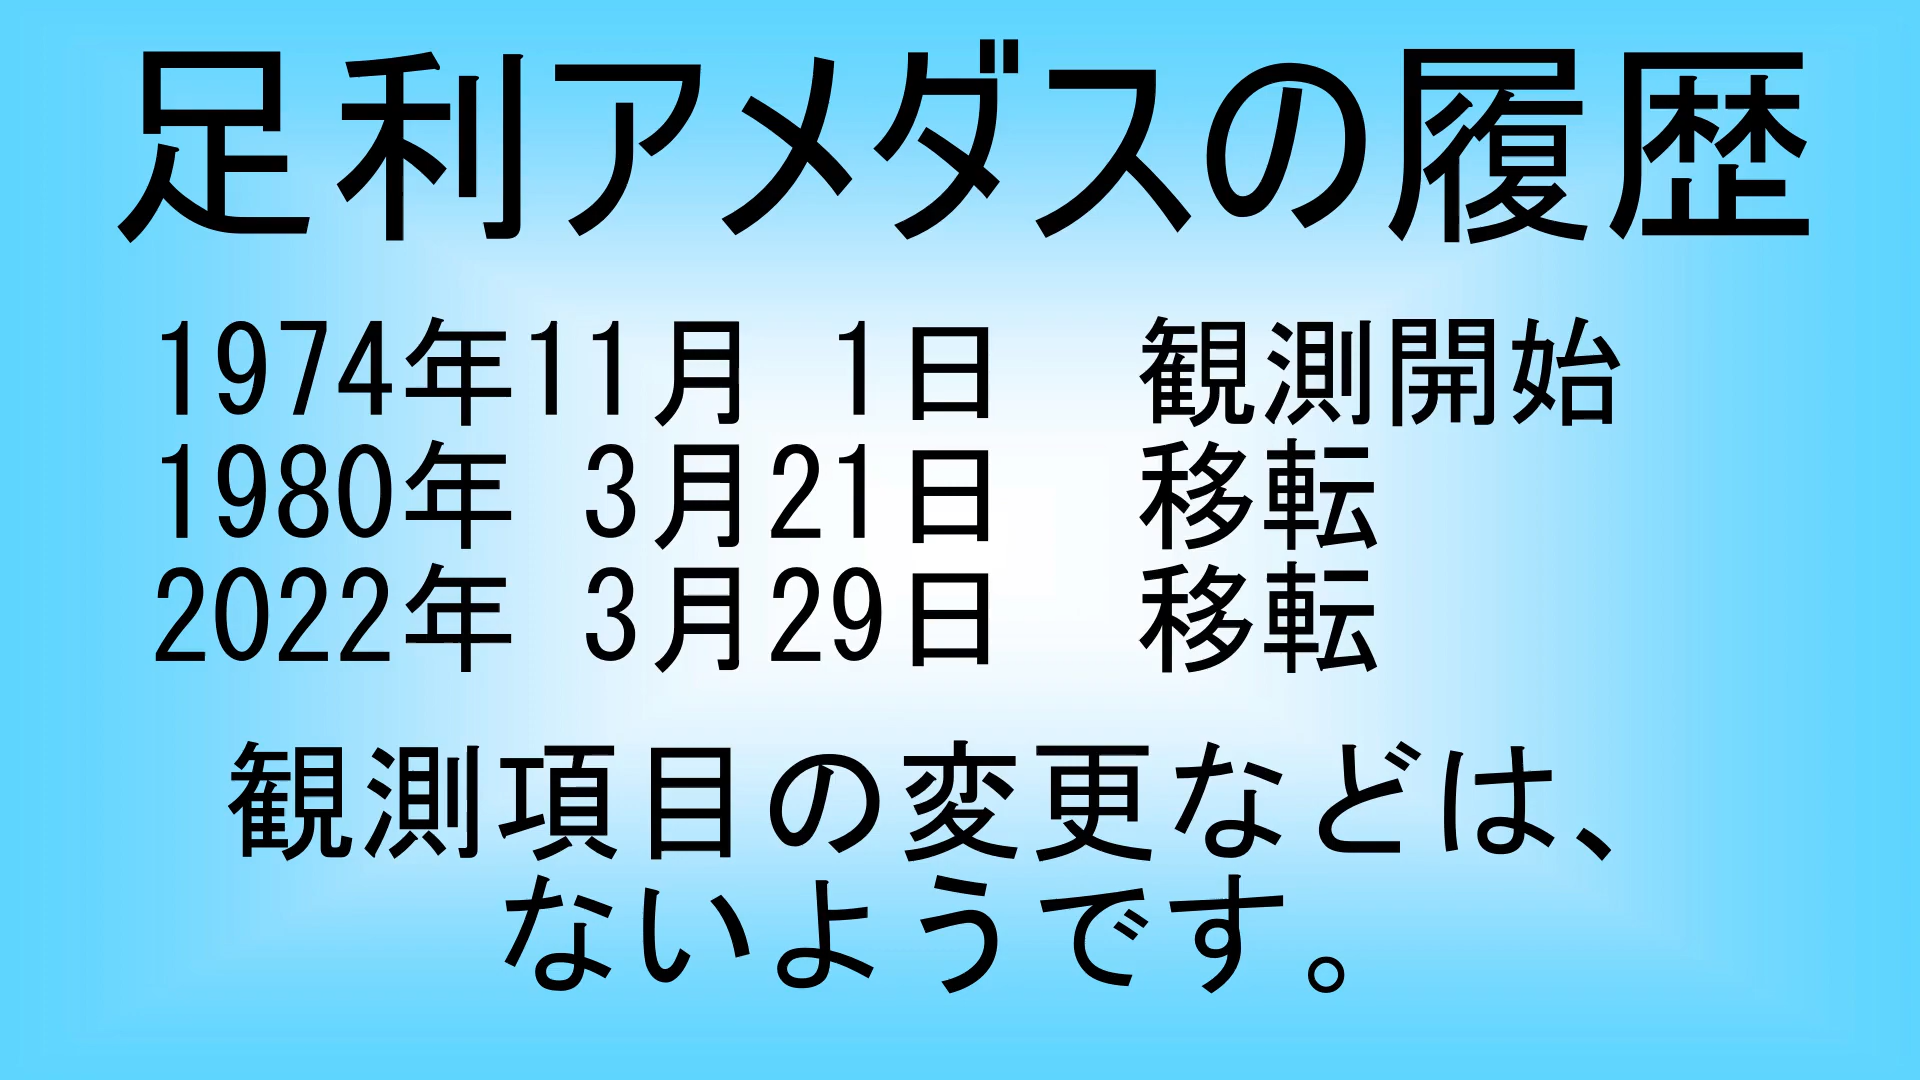 足利アメダスの履歴
1974年11月 1日　観測開始
1980年 3月21日　移転
2022年 3月29日　移転
観測項目の変更などは、
ないようです。